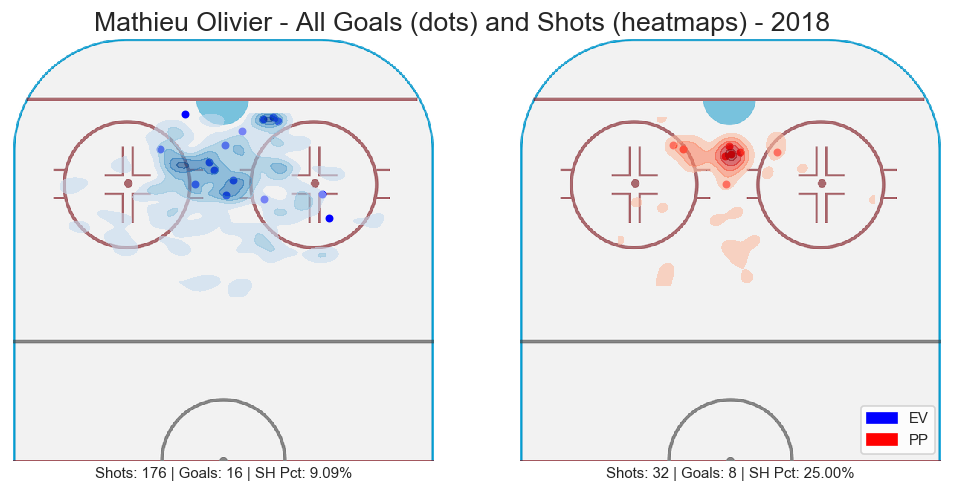 Mathieu Olivier - All Goals (dots) and Shots (heatmaps) - 2018
EV
PP
Shots: 176 | Goals: 16 | SH Pct: 9.09%
Shots: 32 | Goals: 8 | SH Pct: 25.00%